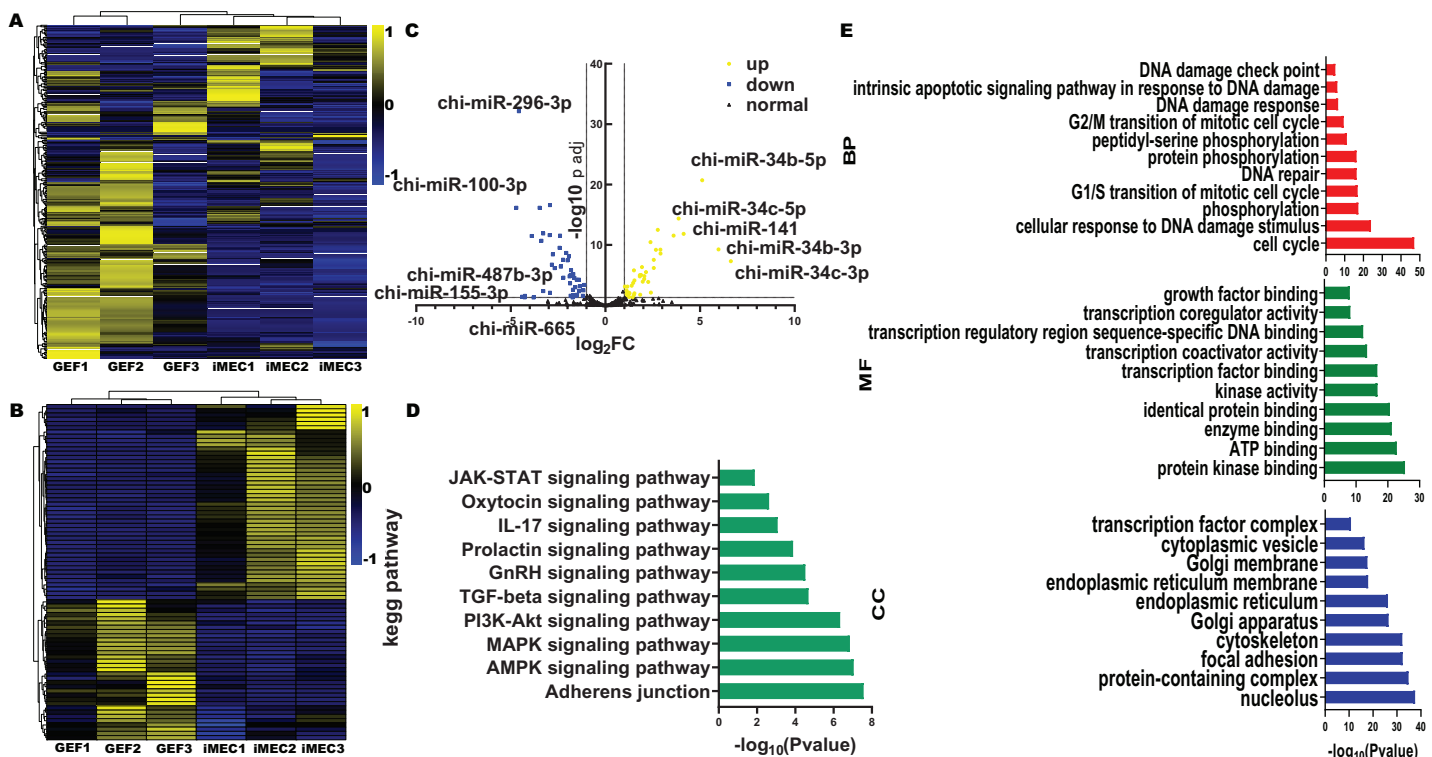 A
1
0
-1
GEF1 GEF2 GEF3 iMEC1 iMEC2 iMEC3
B
1
0
-1
GEF1 GEF2 GEF3 iMEC1 iMEC2 iMEC3
C
up
down
normal
40
30
20
10
-log10 p adj
chi-miR-296-3p
chi-miR-34b-5p
chi-miR-100-3p
chi-miR-34c-5p
chi-miR-141
chi-miR-34b-3p
chi-miR-34c-3p
chi-miR-487b-3p
chi-miR-155-3p
chi-miR-665
-10 -5 0 5 10
log2FC
D
kegg pathway
JAK-STAT signaling pathway
Oxytocin signaling pathway
IL-17 signaling pathway
Prolactin signaling pathway
GnRH signaling pathway
TGF-beta signaling pathway
PI3K-Akt signaling pathway
MAPK signaling pathway
AMPK signaling pathway
Adherens junction
0 2 4 6 8
-log10(Pvalue)
E
BP
DNA damage check point
intrinsic apoptotic signaling pathway in response to DNA damage
DNA damage response
G2/M transition of mitotic cell cycle
peptidyl-serine phosphorylation
protein phosphorylation
DNA repair
G1/S transition of mitotic cell cycle
phosphorylation
cellular response to DNA damage stimulus
cell cycle
0 10 20 30 40 50
MF
growth factor binding
transcription coregulator activity
transcription regulatory region sequence-specific DNA binding
transcription coactivator activity
transcription factor binding
kinase activity
identical protein binding
enzyme binding
ATP binding
protein kinase binding
0 10 20 30
CC
transcription factor complex
cytoplasmic vesicle
Golgi membrane
endoplasmic reticulum membrane
endoplasmic reticulum
Golgi apparatus
cytoskeleton
focal adhesion
protein-containing complex
nucleolus
0 10 20 30 40
-log10(Pvalue)